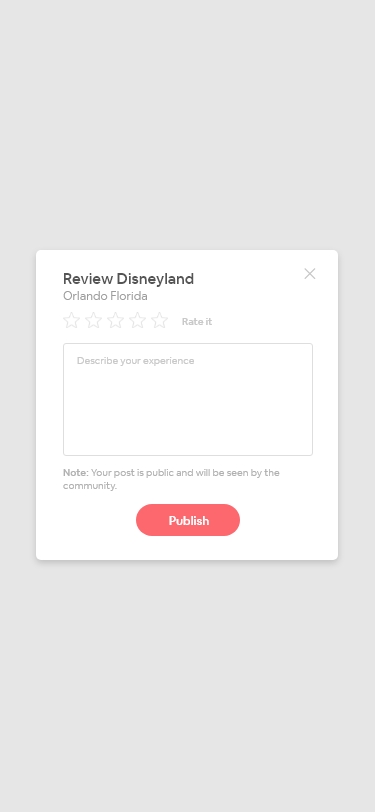 Review Disneyland
Orlando Florida
Rate it
Describe your experience
Note: Your post is public and will be seen by the
community.
Publish